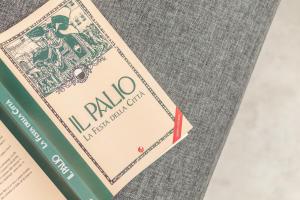 IL PALIO
LA FESTA DELLA CITTÀ
IL PALIO LA FESTA DELLA CITTÀ